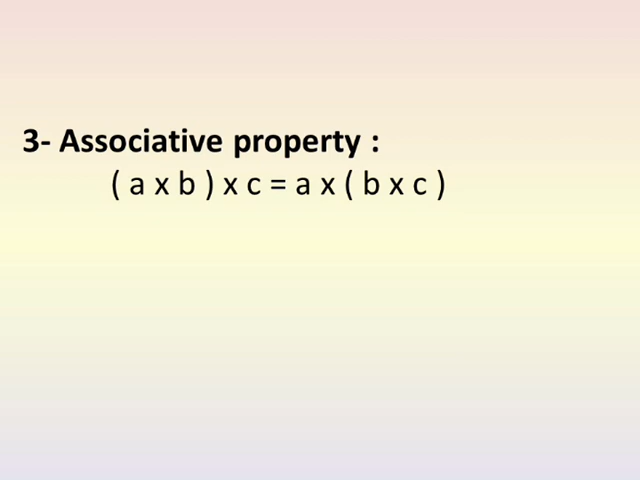 3- Associative property :
( a x b ) x c = a x ( b x c )